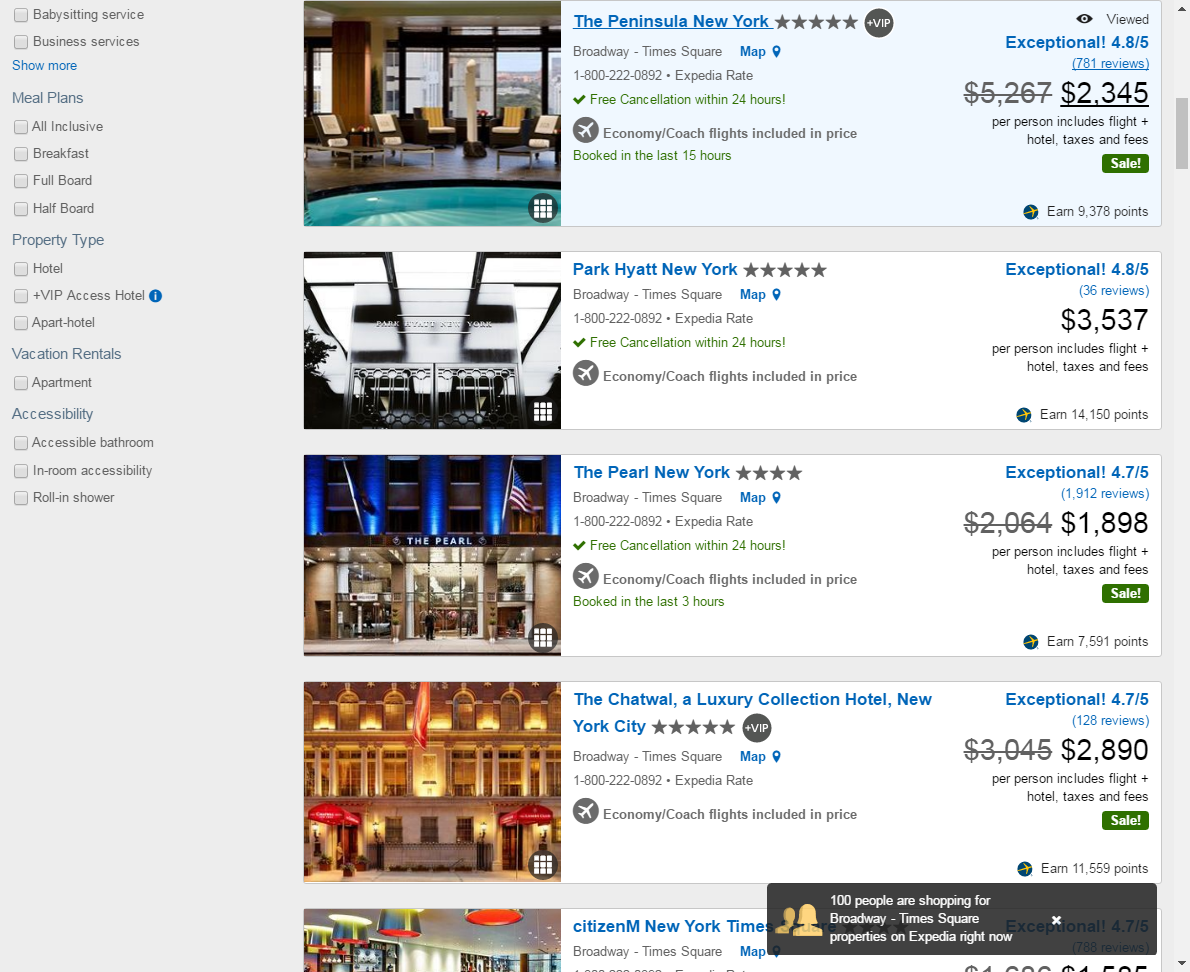 Babysitting service
Business services
Show more
Meal Plans
All Inclusive
Breakfast
Full Board
Half Board
Property Type
Hotel
+VIP Access Hotel
Apart-hotel
Vacation Rentals
Apartment
Accessibility
Accessible bathroom
In-room accessibility
Roll-in shower
The Peninsula New York +VIP
Broadway - Times Square Map
1-800-222-0892 • Expedia Rate
Free Cancellation within 24 hours!
Economy/Coach flights included in price
Booked in the last 15 hours
Viewed
Exceptional! 4.8/5
(781 reviews)
$5,267 $2,345
per person includes flight +
hotel, taxes and fees
Sale!
Earn 9,378 points
PARK HYATT NEW YORK
Park Hyatt New York
Broadway - Times Square Map
1-800-222-0892 • Expedia Rate
Free Cancellation within 24 hours!
Economy/Coach flights included in price
Exceptional! 4.8/5
(36 reviews)
$3,537
per person includes flight +
hotel, taxes and fees
Earn 14,150 points
THE PEARL
The Pearl New York
Broadway - Times Square Map
1-800-222-0892 • Expedia Rate
Free Cancellation within 24 hours!
Economy/Coach flights included in price
Booked in the last 3 hours
Exceptional! 4.7/5
(1,912 reviews)
$2,064 $1,898
per person includes flight +
hotel, taxes and fees
Sale!
Earn 7,591 points
The Chatwal, a Luxury Collection Hotel, New
York City +VIP
Broadway - Times Square Map
1-800-222-0892 • Expedia Rate
Economy/Coach flights included in price
Exceptional! 4.7/5
(128 reviews)
$3,045 $2,890
per person includes flight +
hotel, taxes and fees
Sale!
Earn 11,559 points
citizenM New York Times Square
Broadway - Times Square Map
Exceptional! 4.7/5
(788 reviews)
100 people are shopping for
Broadway - Times Square
properties on Expedia right now